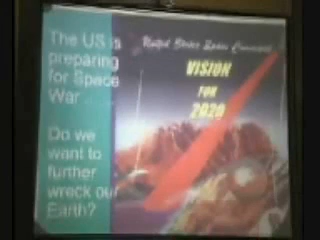 The US is
preparing
for Space
War
Do we
want to
further
wreck our
Earth?
United States Space Command
VISION
FOR
2020